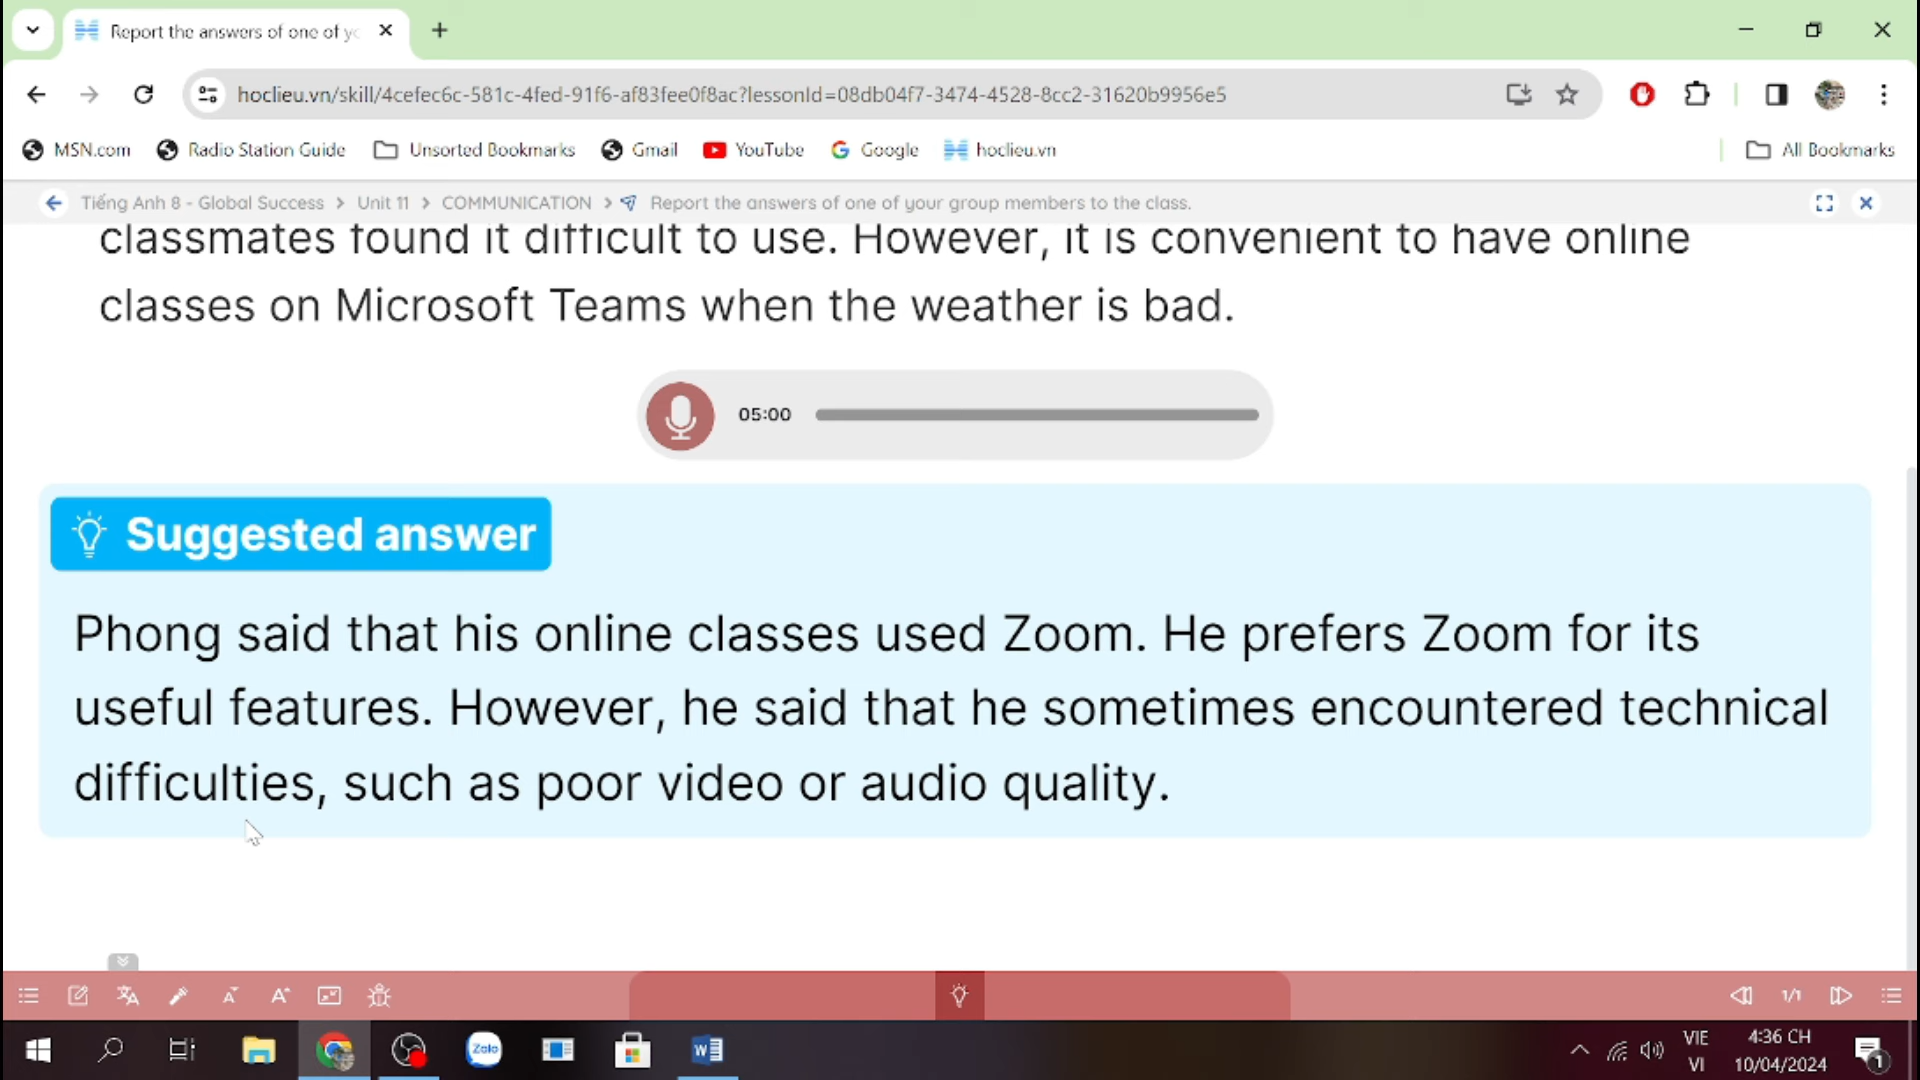 Report the answers of one of yo
hoclieu.vn/skill/4cefec6c-581c-4fed-91f6-af83fee0f8ac?lessonId=08db04f7-3474-4528-8cc2-31620b9956e5
MSN.com Radio Station Guide Unsorted Bookmarks Gmail YouTube Google hoclieu.vn All Bookmarks
Tiếng Anh 8 - Global Success > Unit 11 > COMMUNICATION > Report the answers of one of your group members to the class.
classmates found it difficult to use. However, it is convenient to have online
classes on Microsoft Teams when the weather is bad.
05:00
Suggested answer
Phong said that his online classes used Zoom. He prefers Zoom for its
useful features. However, he said that he sometimes encountered technical
difficulties, such as poor video or audio quality.
1/1
Zalo
VIE
VI
4:36 CH
10/04/2024
1